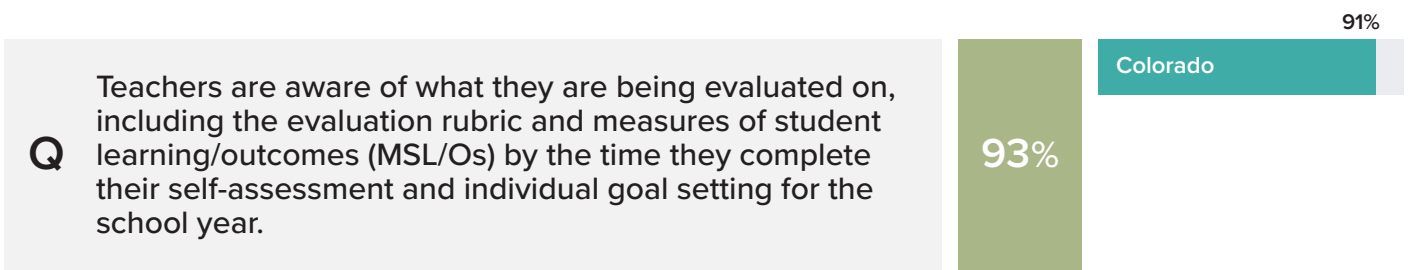 91%
Colorado
Teachers are aware of what they are being evaluated on,
including the evaluation rubric and measures of student
Q learning/outcomes (MSL/Os) by the time they complete
their self-assessment and individual goal setting for the
school year.
93%